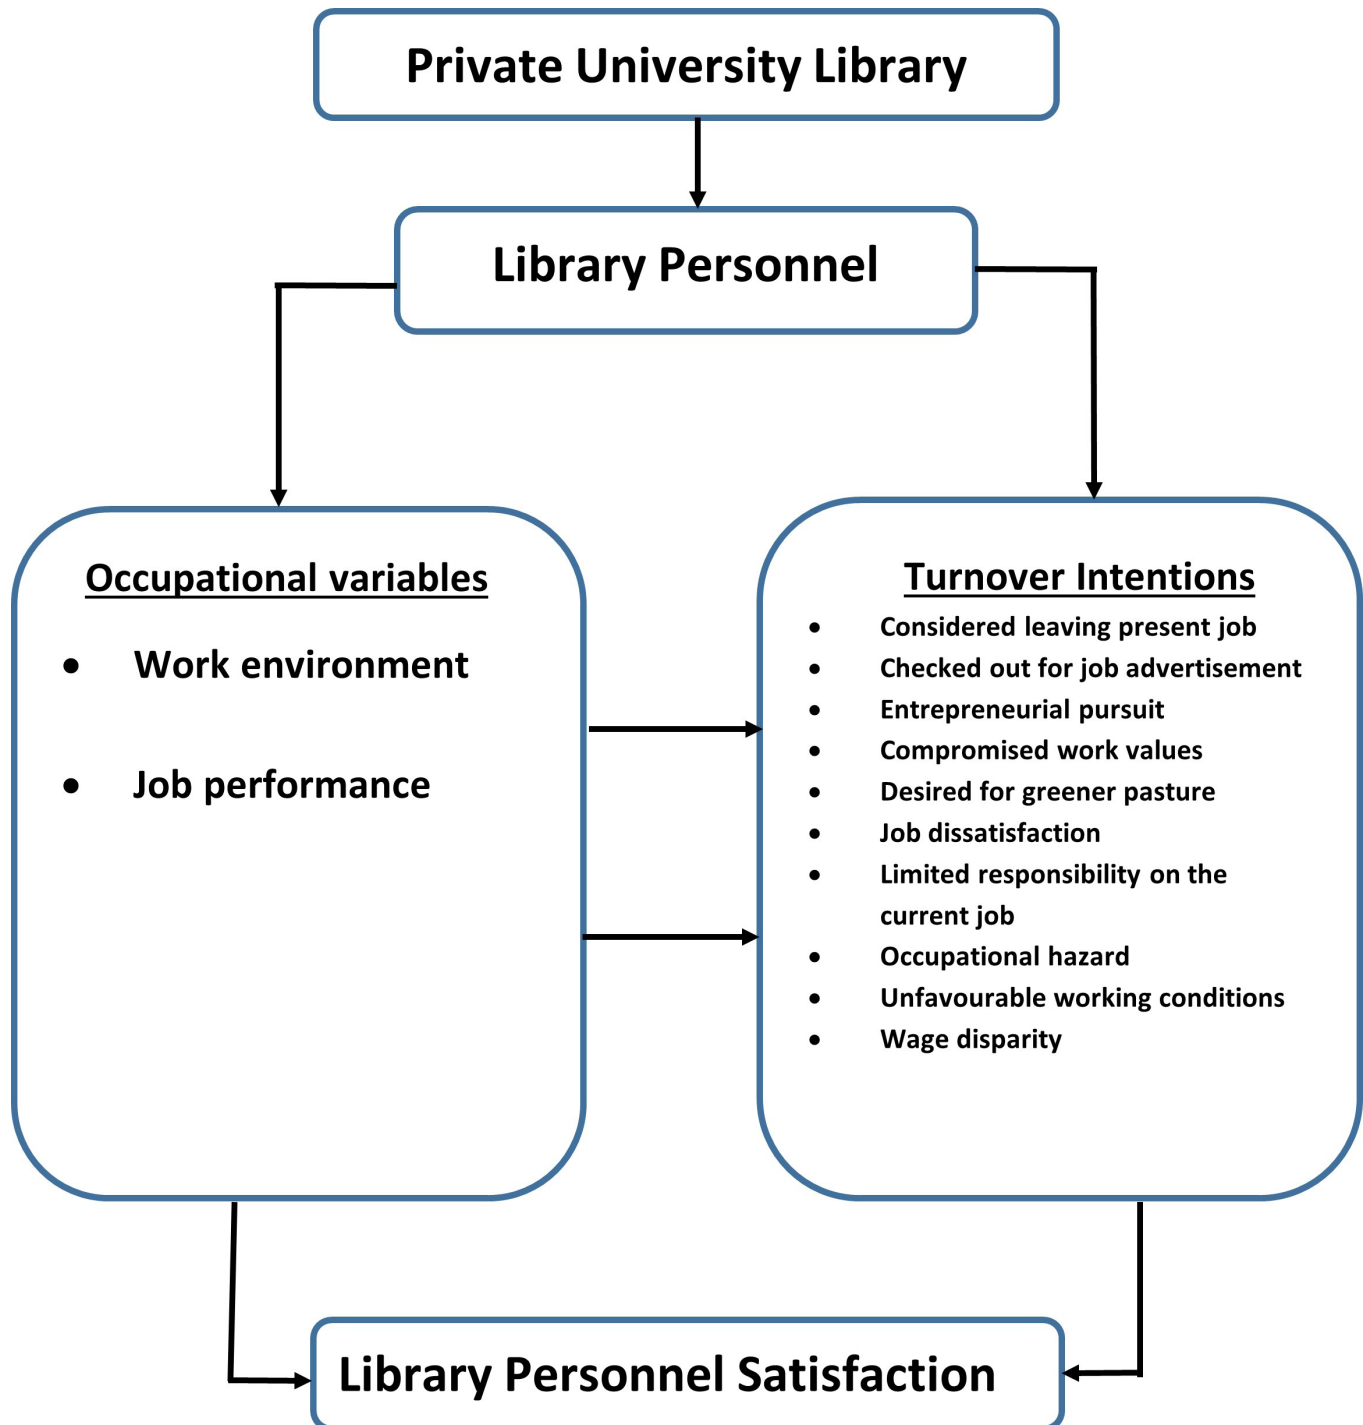 Private University Library
Library Personnel
Occupational variables
• Work environment
• Job performance
Turnover Intentions
• Considered leaving present job
• Checked out for job advertisement
• Entrepreneurial pursuit
• Compromised work values
• Desired for greener pasture
• Job dissatisfaction
• Limited responsibility on the
current job
• Occupational hazard
• Unfavourable working conditions
• Wage disparity
Library Personnel Satisfaction